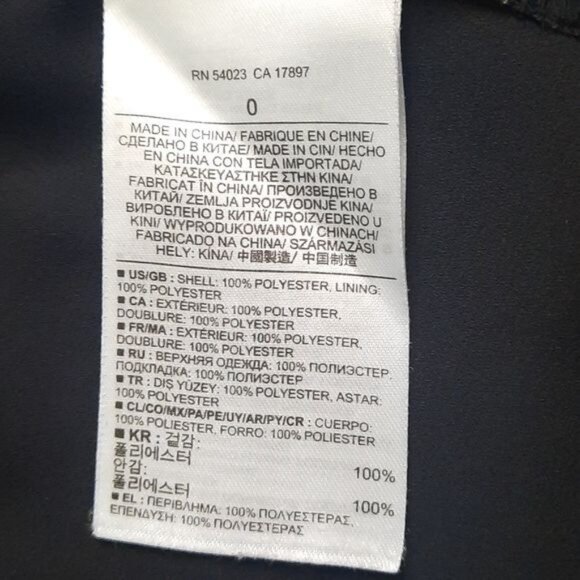 RN 54023 CA 17897
0
MADE IN CHINA/ FABRIQUE EN CHINE/
СДЕЛАНО В КИТАЕ/ MADE IN CIN/ HECHO
EN CHINA CON TELA IMPORTADA/
ΚΑΤΑΣΚΕΥΑΣΤΗΚΕ ΣΤΗΝ ΚΙΝΑ/
FABRICAT ÎN CHINA/ ПРОИЗВЕДЕНО В
КИТАЙ/ ZEMLJA PROIZVODNJE KINA/
ВИРОБЛЕНО В КИТАЇ/ PROIZVEDENO U
KINI/ WYPRODUKOWANO W CHINACH/
FABRICADO NA CHINA/ SZÁRMAZÁSI
HELY: KÍNA/ 中國製造/ 中国制造
■ US/GB : SHELL: 100% POLYESTER, LINING:
100% POLYESTER
■ CA : EXTÉRIEUR: 100% POLYESTER,
DOUBLURE: 100% POLYESTER
■ FR/MA : EXTÉRIEUR: 100% POLYESTER,
DOUBLURE: 100% POLYESTER
■ RU : ВЕРХНЯЯ ОДЕЖДА: 100% ПОЛИЭСТЕР,
ПОДКЛАДКА: 100% ПОЛИЭСТЕР
■ TR : DIŞ YÜZEY: 100% POLYESTER, ASTAR:
100% POLYESTER
■ CL/CO/MX/PA/PE/UY/AR/PY/CR : CUERPO:
100% POLIESTER, FORRO: 100% POLIESTER
■ KR : 겉감:
폴리에스터 100%
안감:
폴리에스터 100%
■ EL : ΠΕΡΙΒΛΗΜΑ: 100% ΠΟΛΥΕΣΤΕΡΑΣ,
ΕΠΕΝΔΥΣΗ: 100% ΠΟΛΥΕΣΤΕΡΑΣ